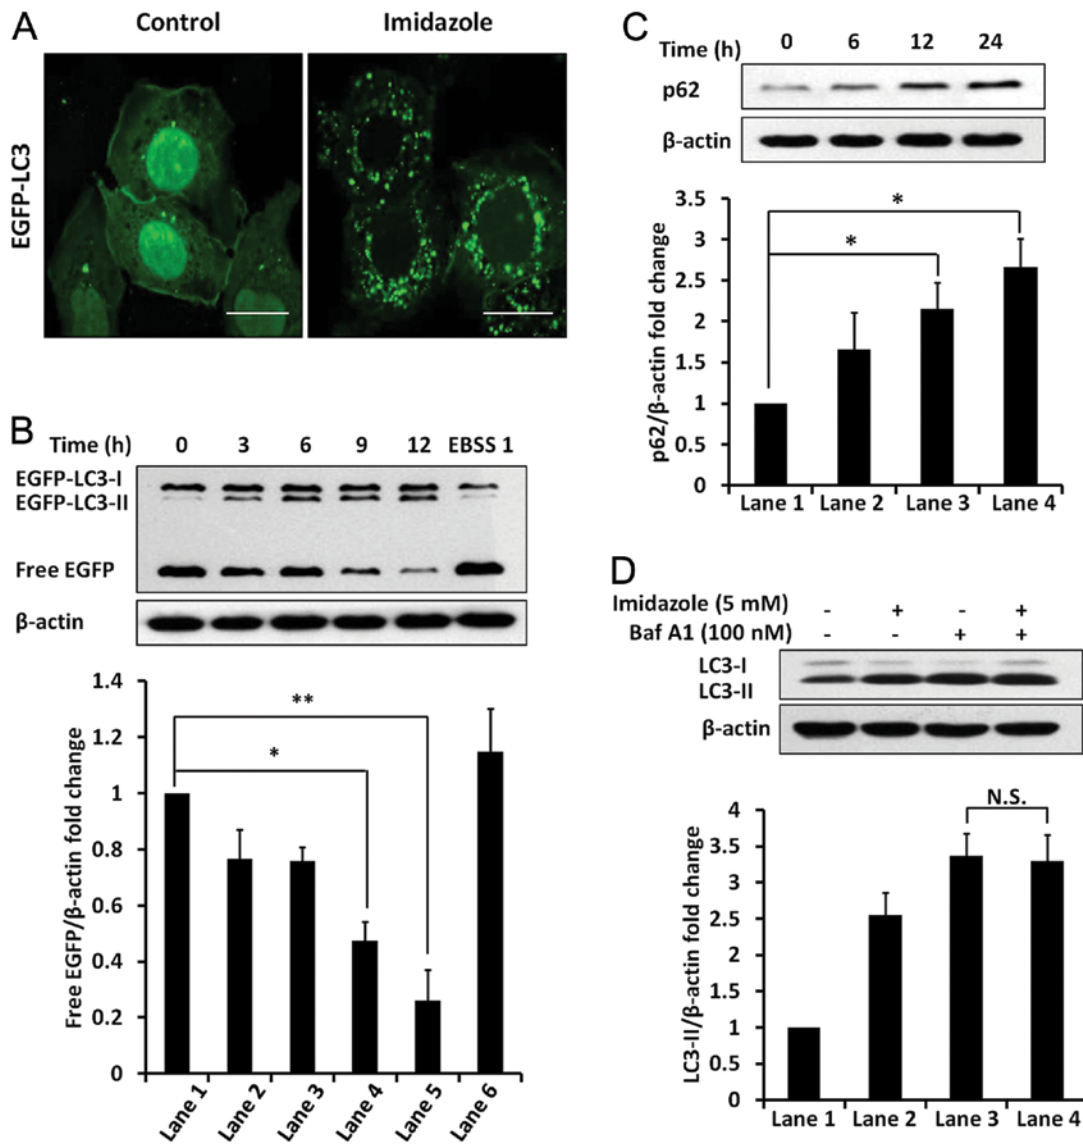 A
Control Imidazole
EGFP-LC3
B
Time (h) 0 3 6 9 12 EBSS 1
EGFP-LC3-I
EGFP-LC3-II
Free EGFP
β-actin
Free EGFP/β-actin fold change
1.4
1.2
1
0.8
0.6
0.4
0.2
0
**
*
Lane 1 Lane 2 Lane 3 Lane 4 Lane 5 Lane 6
C
Time (h) 0 6 12 24
p62
β-actin
p62/β-actin fold change
3.5
3
2.5
2
1.5
1
0.5
0
*
*
Lane 1 Lane 2 Lane 3 Lane 4
D
Imidazole (5 mM) - + - +
Baf A1 (100 nM) - - + +
LC3-I
LC3-II
β-actin
LC3-II/β-actin fold change
4
3.5
3
2.5
2
1.5
1
0.5
0
N.S.
Lane 1 Lane 2 Lane 3 Lane 4